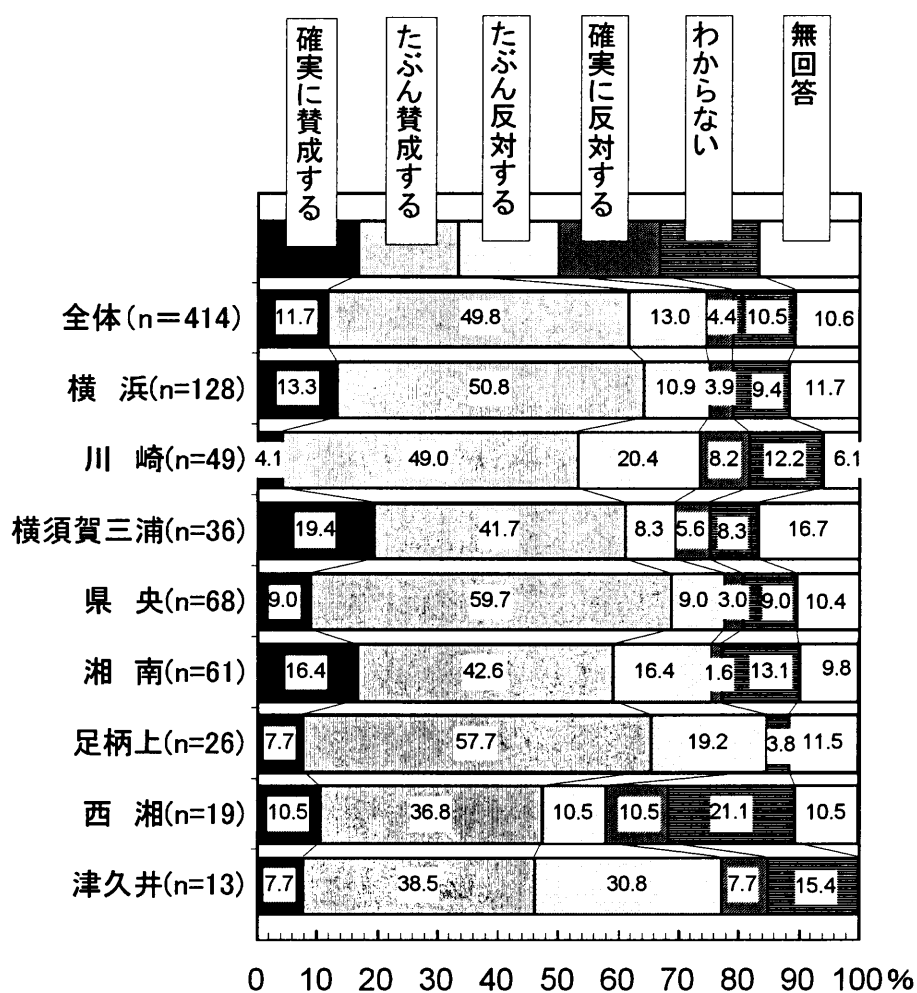 確実に賛成する
たぶん賛成する
たぶん反対する
確実に反対する
わからない
無回答
全体(n=414) 11.7 49.8 13.0 4.4 10.5 10.6
横 浜(n=128) 13.3 50.8 10.9 3.9 9.4 11.7
川 崎(n=49) 4.1 49.0 20.4 8.2 12.2 6.1
横須賀三浦(n=36) 19.4 41.7 8.3 5.6 8.3 16.7
県 央(n=68) 9.0 59.7 9.0 3.0 9.0 10.4
湘 南(n=61) 16.4 42.6 16.4 1.6 13.1 9.8
足柄上(n=26) 7.7 57.7 19.2 3.8 11.5
西 湘(n=19) 10.5 36.8 10.5 10.5 21.1 10.5
津久井(n=13) 7.7 38.5 30.8 7.7 15.4
0 10 20 30 40 50 60 70 80 90 100%